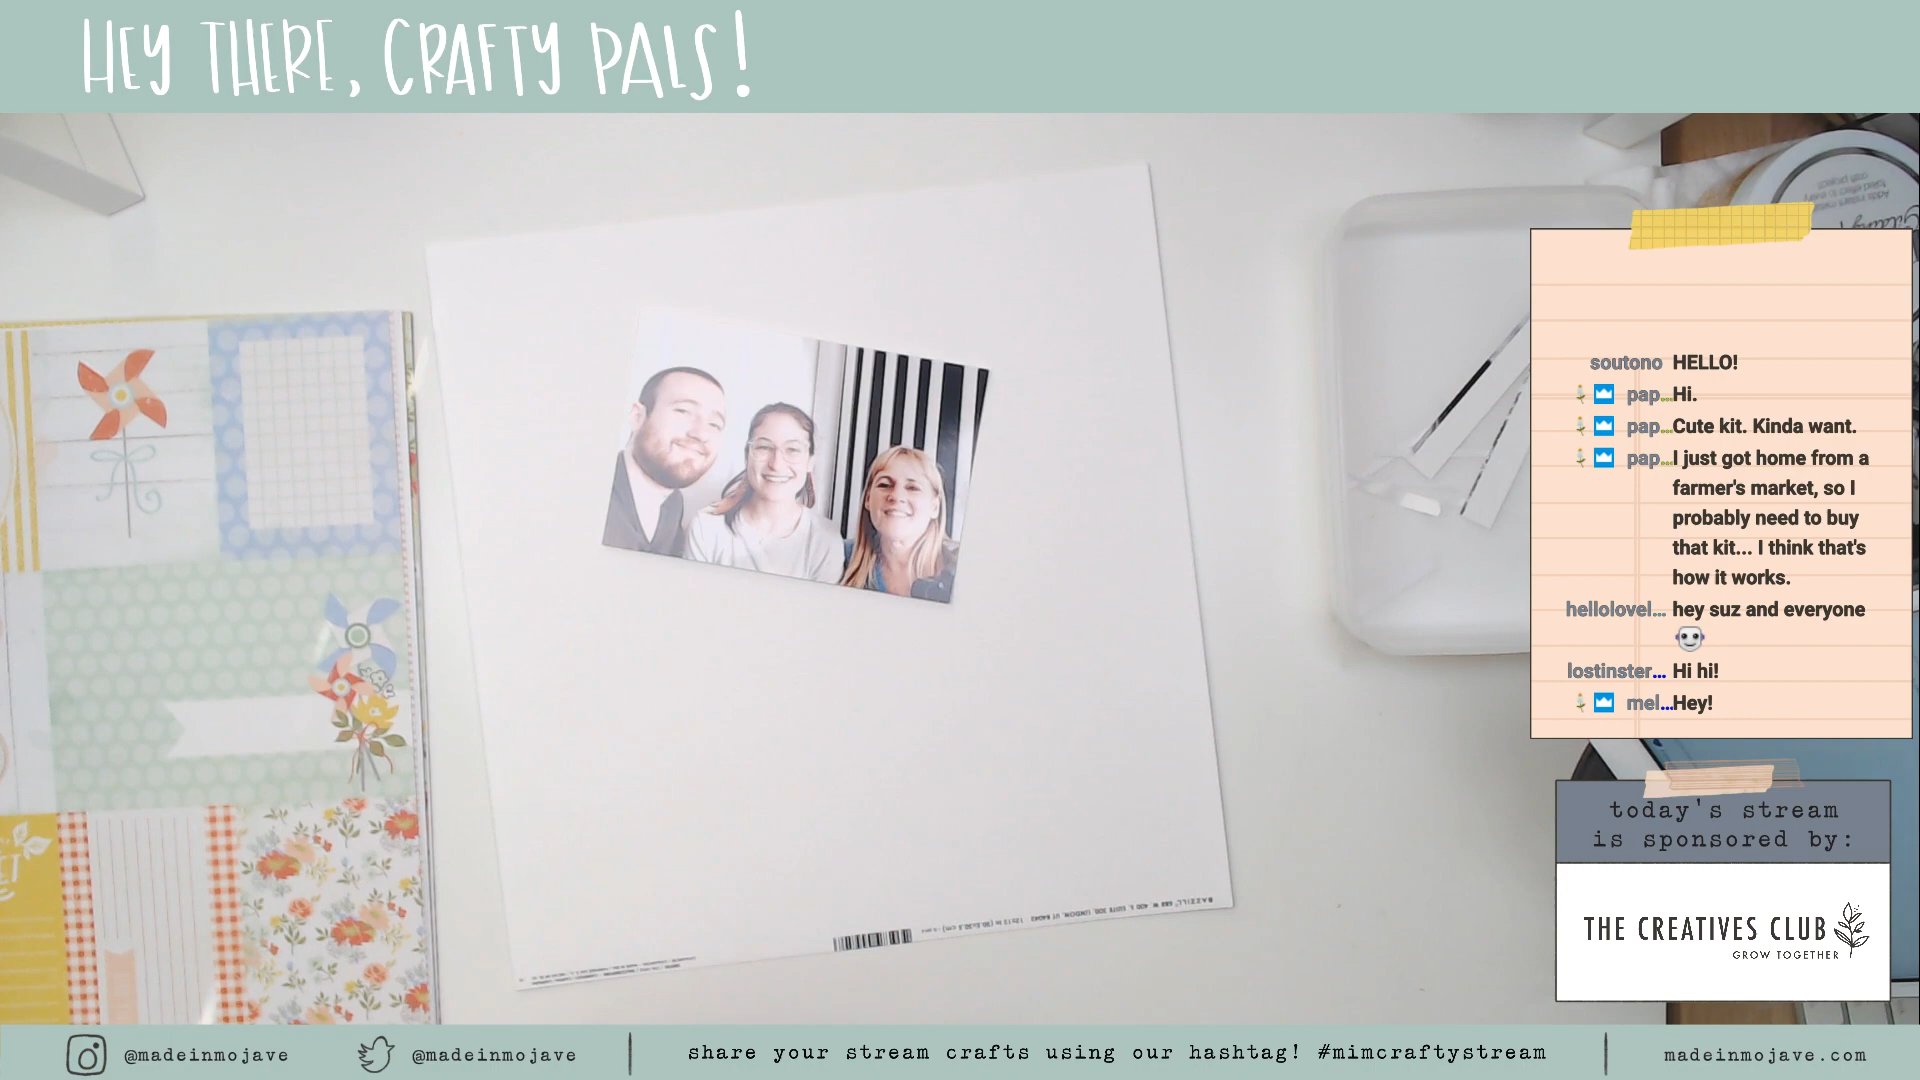 HEY THERE, CRAFTY PALS!
soutono HELLO!
pap... Hi.
pap... Cute kit. Kinda want.
pap... I just got home from a
farmer's market, so I
probably need to buy
that kit... I think that's
how it works.
hellolovel... hey suz and everyone
lostinster... Hi hi!
mel... Hey!
today's stream
is sponsored by:
THE CREATIVES CLUB
GROW TOGETHER
BAZZILL
@madeinmojave
@madeinmojave
share your stream crafts using our hashtag! #mimcraftystream
madeinmojave.com